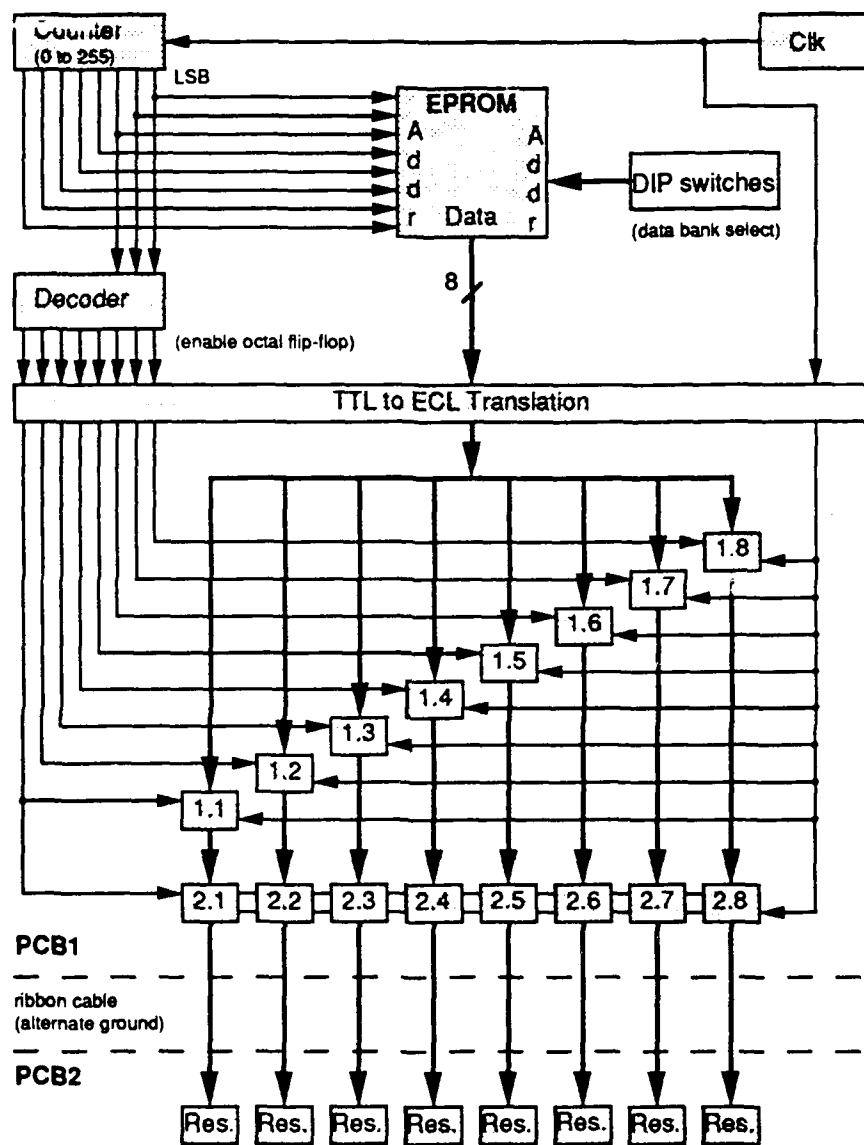 Counter
(0 to 255)
Clk
LSB
EPROM
A
d
d
r
A
d
d
r
Data
DIP switches
(data bank select)
8
Decoder
(enable octal flip-flop)
TTL to ECL Translation
1.8
1.7
1.6
1.5
1.4
1.3
1.2
1.1
2.1 2.2 2.3 2.4 2.5 2.6 2.7 2.8
PCB1
ribbon cable
(alternate ground)
PCB2
Res. Res. Res. Res. Res. Res. Res. Res.